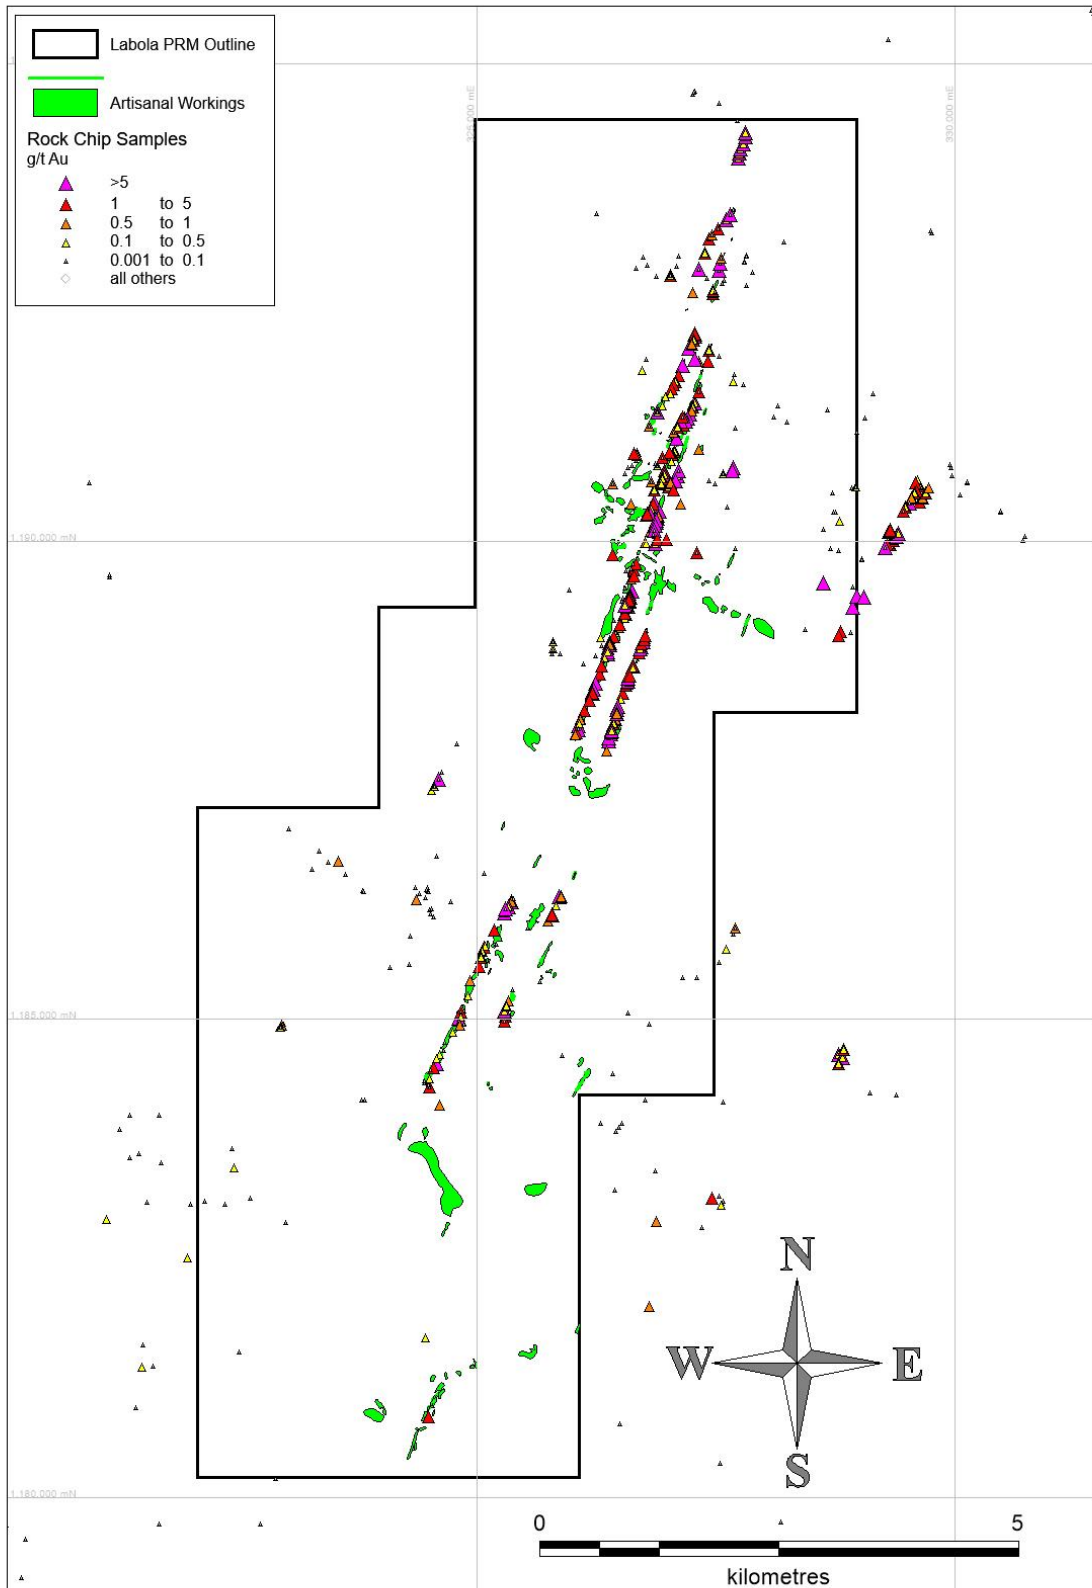 Labola PRM Outline
Artisanal Workings
Rock Chip Samples
g/t Au
>5
1 to 5
0.5 to 1
0.1 to 0.5
0.001 to 0.1
all others
330,000 mE
1,190,000 mN
1,185,000 mN
1,180,000 mN
N
W E
S
0 5
kilometres